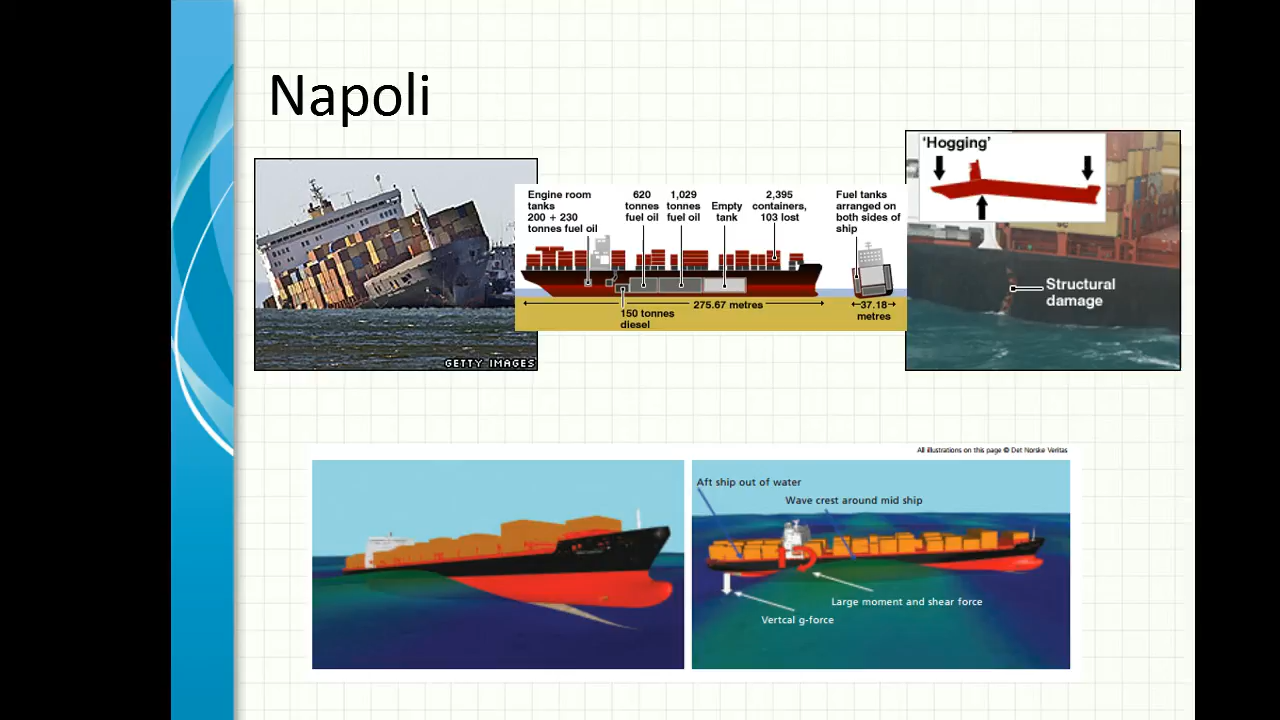 Napoli
GETTY IMAGES
Engine room
tanks
200 + 230
tonnes fuel oil
620
tonnes
fuel oil
1,029
tonnes
fuel oil
Empty
tank
2,395
containers,
103 lost
Fuel tanks
arranged on
both sides of
ship
275.67 metres
150 tonnes
diesel
37.18
metres
'Hogging'
Structural
damage
All illustrations on this page © Det Norske Veritas
Aft ship out of water
Wave crest around mid ship
Large moment and shear force
Vertcal g-force